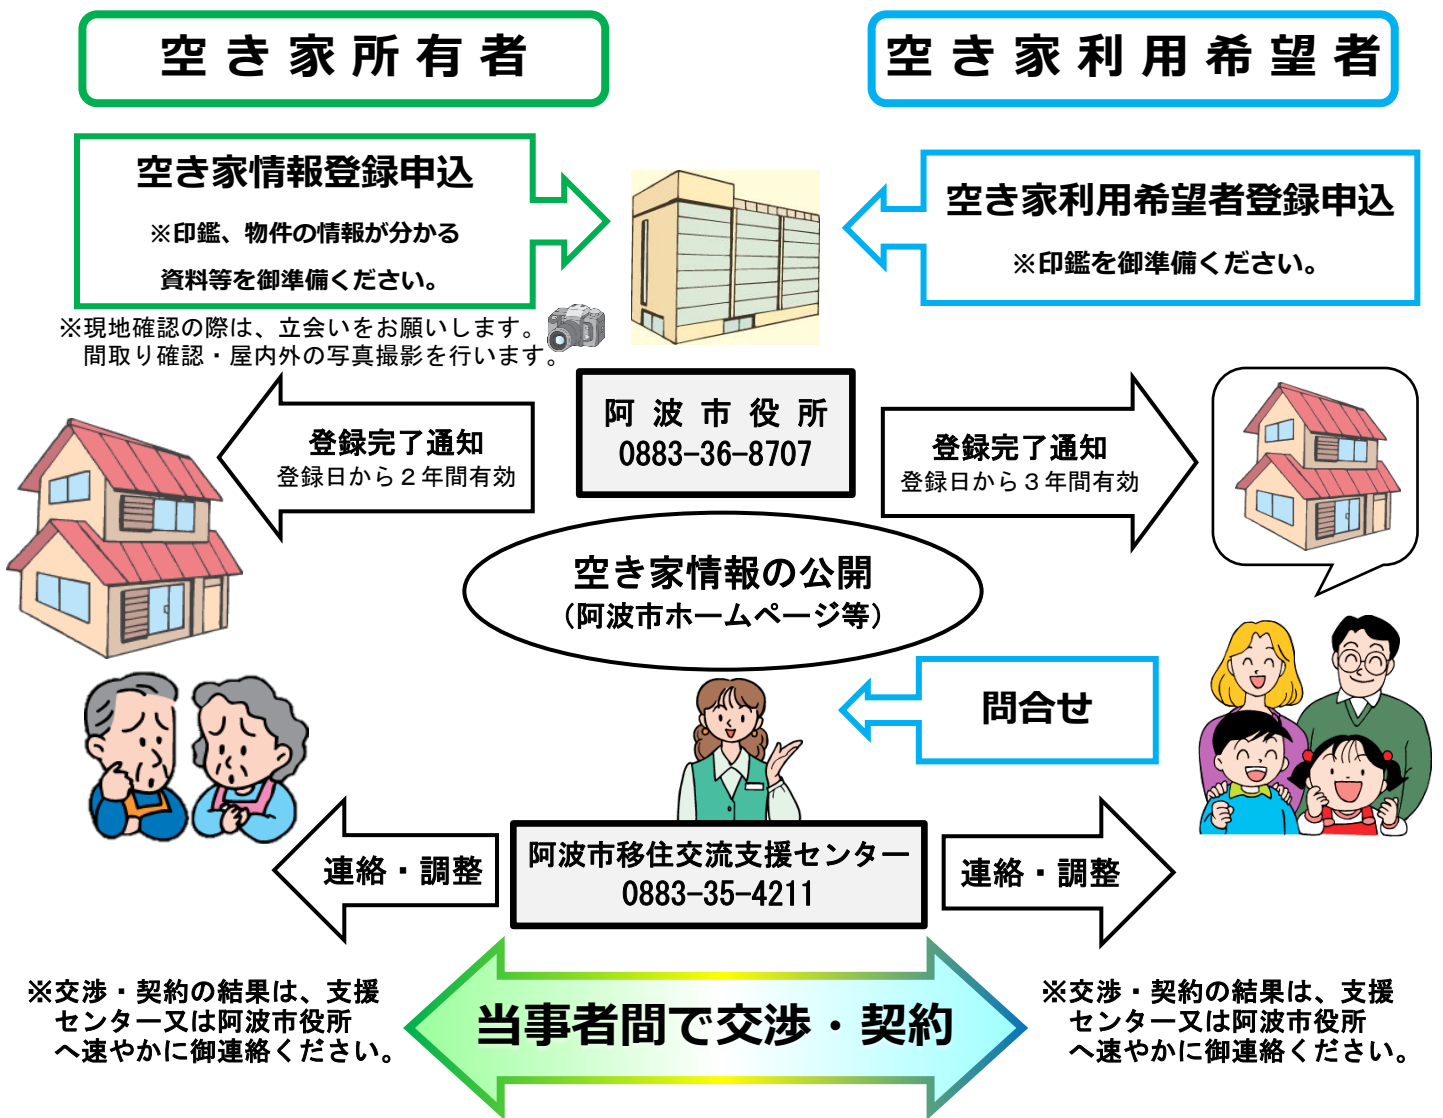 空き家所有者
空き家利用希望者
空き家情報登録申込
※印鑑、物件の情報が分かる
資料等を御準備ください。
※現地確認の際は、立会いをお願いします。
間取り確認・屋内外の写真撮影を行います。
空き家利用希望者登録申込
※印鑑を御準備ください。
阿波市役所
0883-36-8707
登録完了通知
登録日から２年間有効
登録完了通知
登録日から３年間有効
空き家情報の公開
（阿波市ホームページ等）
問合せ
阿波市移住交流支援センター
0883-35-4211
連絡・調整
連絡・調整
当事者間で交渉・契約
※交渉・契約の結果は、支援
センター又は阿波市役所
へ速やかに御連絡ください。
※交渉・契約の結果は、支援
センター又は阿波市役所
へ速やかに御連絡ください。